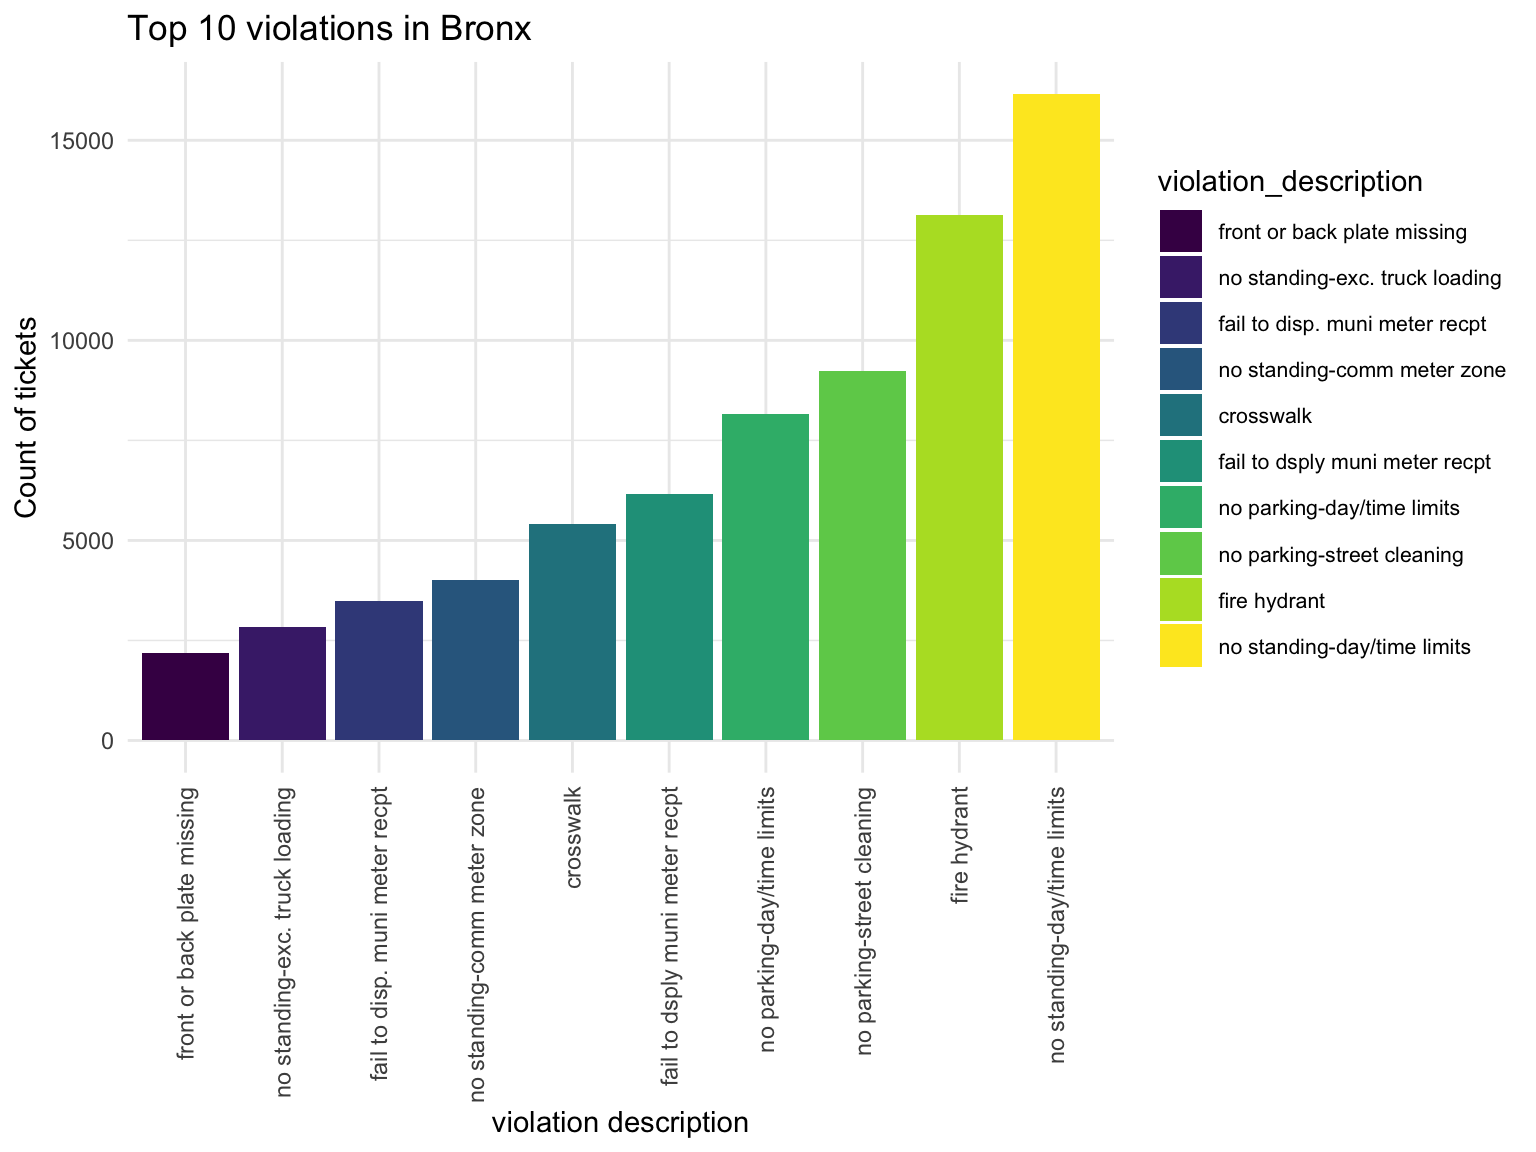 Top 10 violations in Bronx
Count of tickets
15000
10000
5000
0
front or back plate missing
no standing-exc. truck loading
fail to disp. muni meter recpt
no standing-comm meter zone
crosswalk
fail to dsply muni meter recpt
no parking-day/time limits
no parking-street cleaning
fire hydrant
no standing-day/time limits
violation description
violation_description
front or back plate missing
no standing-exc. truck loading
fail to disp. muni meter recpt
no standing-comm meter zone
crosswalk
fail to dsply muni meter recpt
no parking-day/time limits
no parking-street cleaning
fire hydrant
no standing-day/time limits